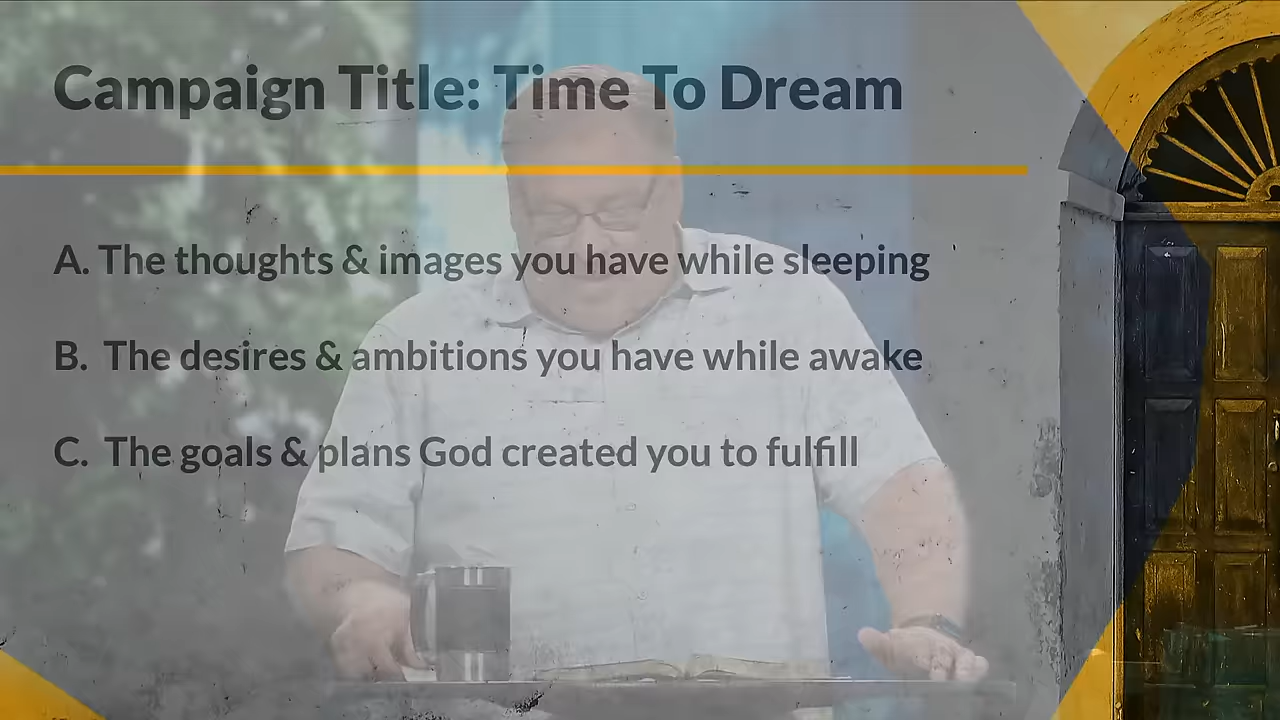 Campaign Title: Time To Dream
A. The thoughts & images you have while sleeping
B. The desires & ambitions you have while awake
C. The goals & plans God created you to fulfill